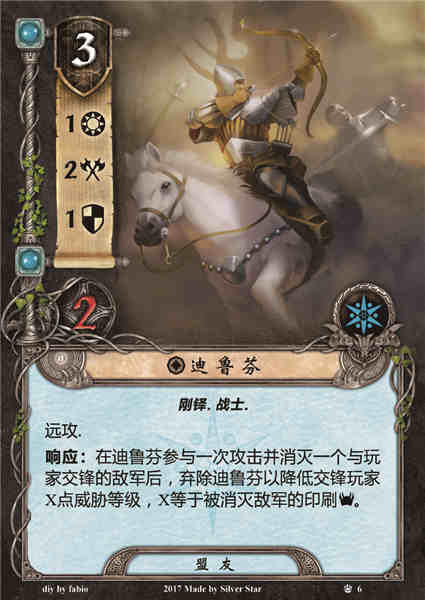 3
1
2
1
2
迪鲁芬
刚铎. 战士.
远攻.
响应：在迪鲁芬参与一次攻击并消灭一个与玩
家交锋的敌军后，弃除迪鲁芬以降低交锋玩家
X点威胁等级，X等于被消灭敌军的印刷。
盟友
diy by fabio
2017 Made by Silver Star
6